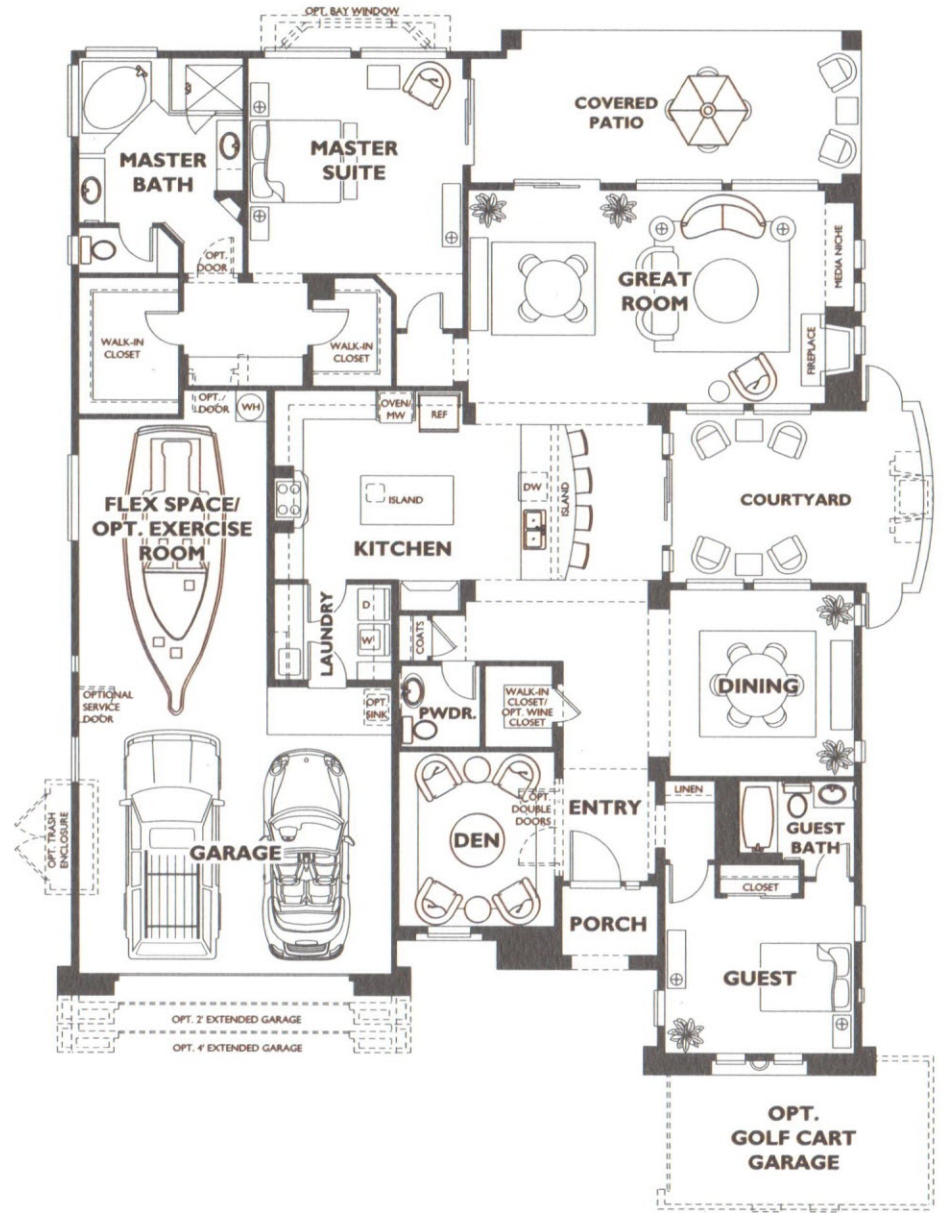 OPT. BAY WINDOW
COVERED
PATIO
MASTER
BATH
MASTER
SUITE
OPT.
DOOR
GREAT
ROOM
MEDIA NICHE
FIREPLACE
WALK-IN
CLOSET
WALK-IN
CLOSET
OPT./
DOOR
WH
OVEN/
MW
REF
FLEX SPACE/
OPT. EXERCISE
ROOM
ISLAND
KITCHEN
DW
ISLAND
COURTYARD
LAUNDRY
D
W
COATS
OPTIONAL
SERVICE
DOOR
OPT.
SINK
PWDR.
WALK-IN
CLOSET/
OPT. WINE
CLOSET
DINING
OPT. TRASH
ENCLOSURE
GARAGE
DEN
OPT.
DOUBLE
DOORS
ENTRY
LINEN
GUEST
BATH
CLOSET
PORCH
GUEST
OPT. 2' EXTENDED GARAGE
OPT. 4' EXTENDED GARAGE
OPT.
GOLF CART
GARAGE